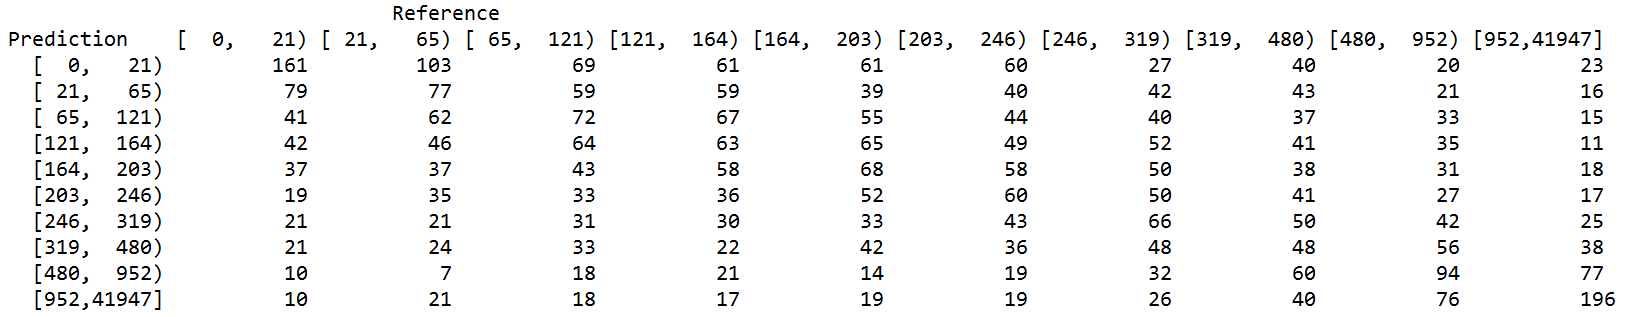 Reference
Prediction [ 0, 21) [ 21, 65) [ 65, 121) [121, 164) [164, 203) [203, 246) [246, 319) [319, 480) [480, 952) [952,41947]
[ 0, 21) 161 103 69 61 61 60 27 40 20 23
[ 21, 65) 79 77 59 59 39 40 42 43 21 16
[ 65, 121) 41 62 72 67 55 44 40 37 33 15
[121, 164) 42 46 64 63 65 49 52 41 35 11
[164, 203) 37 37 43 58 68 58 50 38 31 18
[203, 246) 19 35 33 36 52 60 50 41 27 17
[246, 319) 21 21 31 30 33 43 66 50 42 25
[319, 480) 21 24 33 22 42 36 48 48 56 38
[480, 952) 10 7 18 21 14 19 32 60 94 77
[952,41947] 10 21 18 17 19 19 26 40 76 196